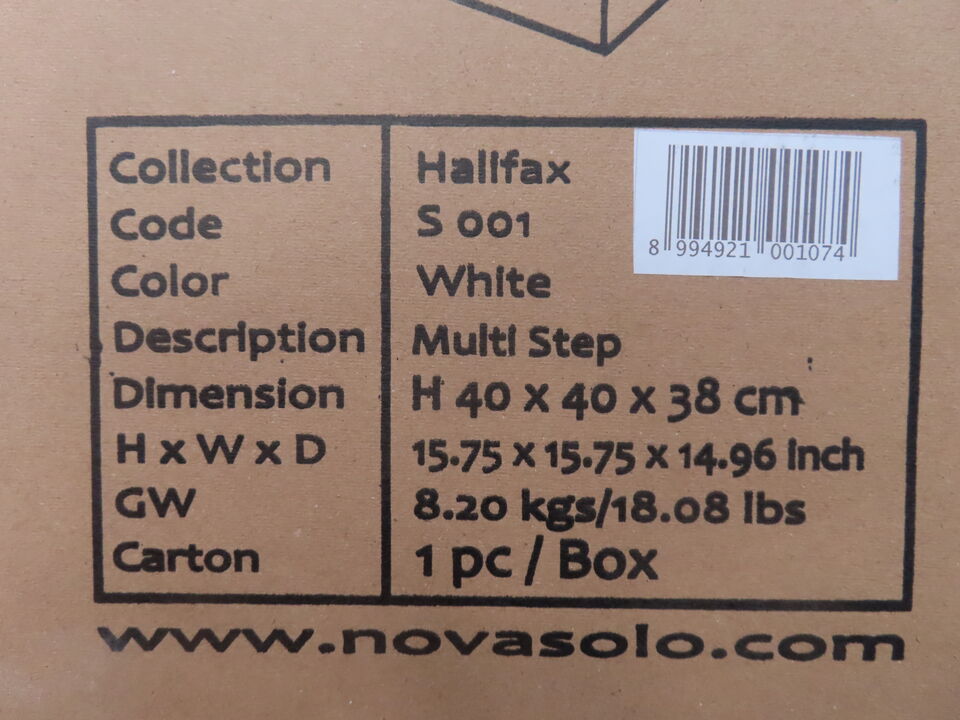 Collection Halifax
Code S 001
Color White
Description Multi Step
Dimension H 40 x 40 x 38 cm
H x W x D 15.75 x 15.75 x 14.96 inch
GW 8.20 kgs/18.08 lbs
Carton 1 pc / Box
8 994921 001074
www.novasolo.com